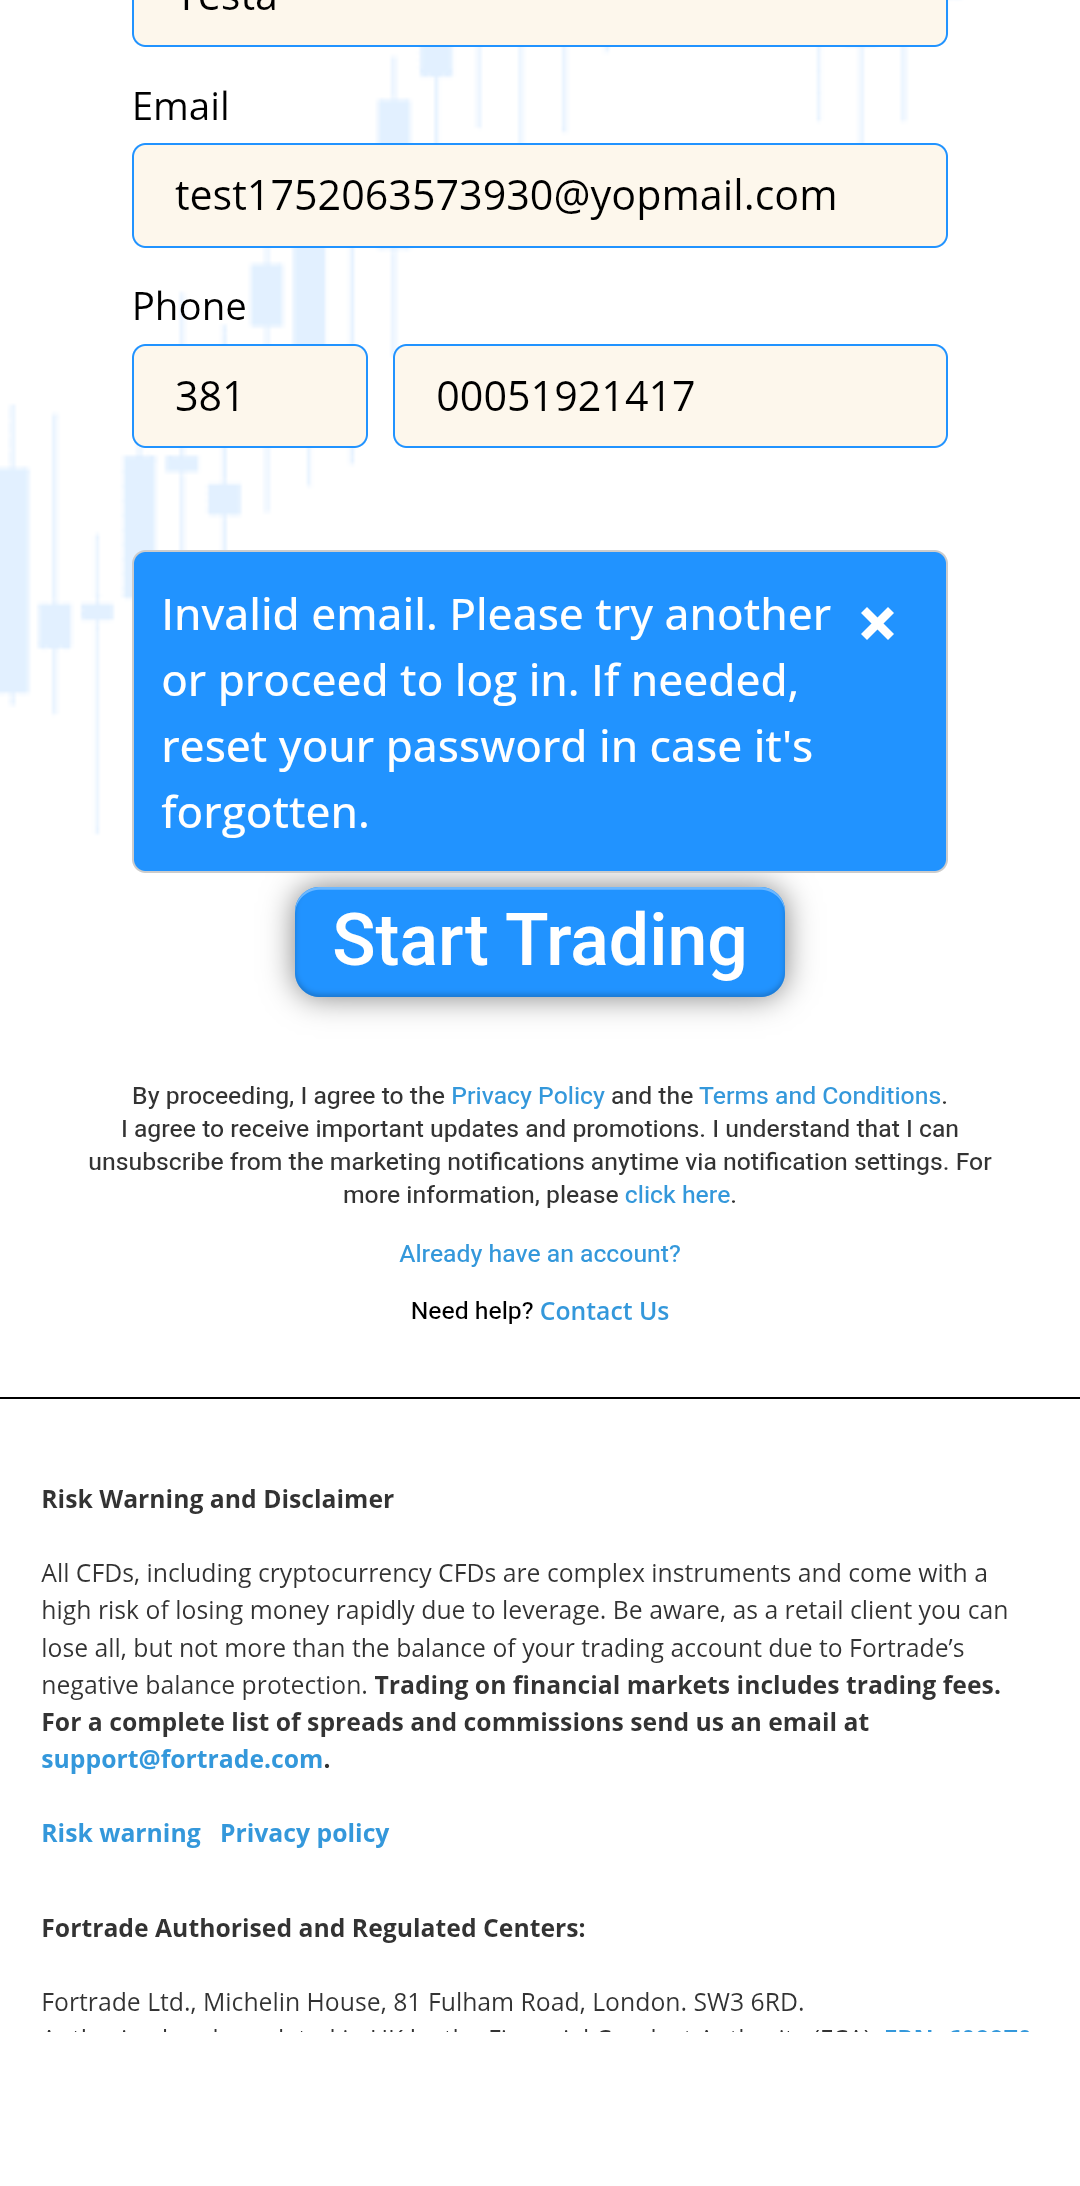 Testa
Email
test1752063573930@yopmail.com
Phone
381
00051921417
Invalid email. Please try another
or proceed to log in. If needed,
reset your password in case it's
forgotten.
×
Start Trading
By proceeding, I agree to the Privacy Policy and the Terms and Conditions.
I agree to receive important updates and promotions. I understand that I can
unsubscribe from the marketing notifications anytime via notification settings. For
more information, please click here.
Already have an account?
Need help? Contact Us
Risk Warning and Disclaimer
All CFDs, including cryptocurrency CFDs are complex instruments and come with a
high risk of losing money rapidly due to leverage. Be aware, as a retail client you can
lose all, but not more than the balance of your trading account due to Fortrade’s
negative balance protection. Trading on financial markets includes trading fees.
For a complete list of spreads and commissions send us an email at
support@fortrade.com.
Risk warning Privacy policy
Fortrade Authorised and Regulated Centers:
Fortrade Ltd., Michelin House, 81 Fulham Road, London. SW3 6RD.